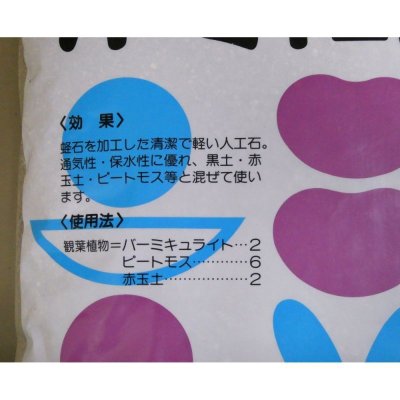 〈効 果〉
蛭石を加工した清潔で軽い人工石。
通気性・保水性に優れ、黒土・赤
玉土・ピートモス等と混ぜて使い
ます。
〈使用法〉
観葉植物＝バーミキュライト…2
ピートモス…………6
赤玉土………………2